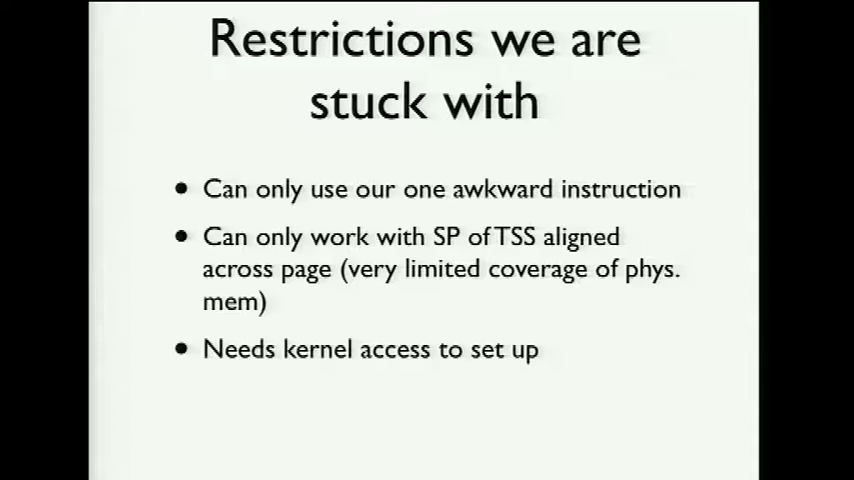 Restrictions we are
stuck with
• Can only use our one awkward instruction
• Can only work with SP of TSS aligned
across page (very limited coverage of phys.
mem)
• Needs kernel access to set up